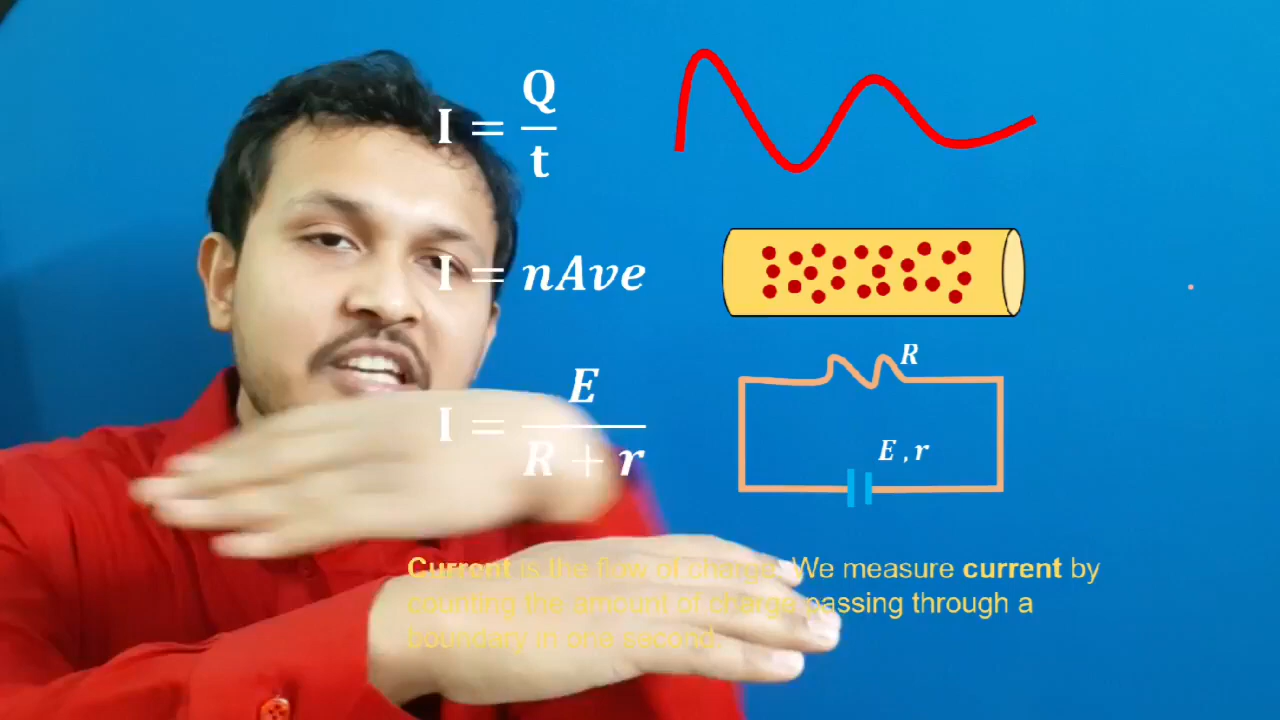 I = Q/t
I = nAve
R
I = E/(R + r)
E , r
Current is the flow of charge. We measure current by
counting the amount of charge passing through a
boundary in one second.